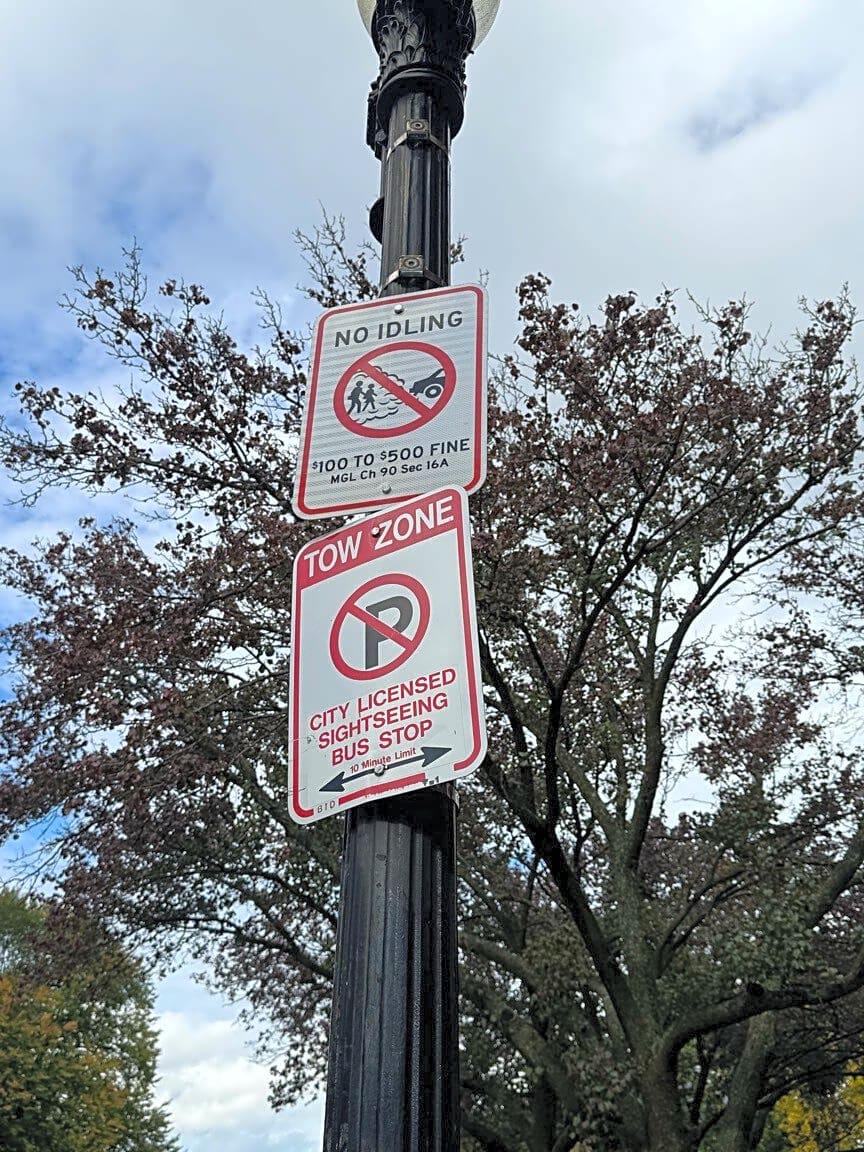 NO IDLING
$100 TO $500 FINE
MGL Ch 90 Sec 16A
TOW ZONE
P
CITY LICENSED
SIGHTSEEING
BUS STOP
10 Minute Limit
BTD